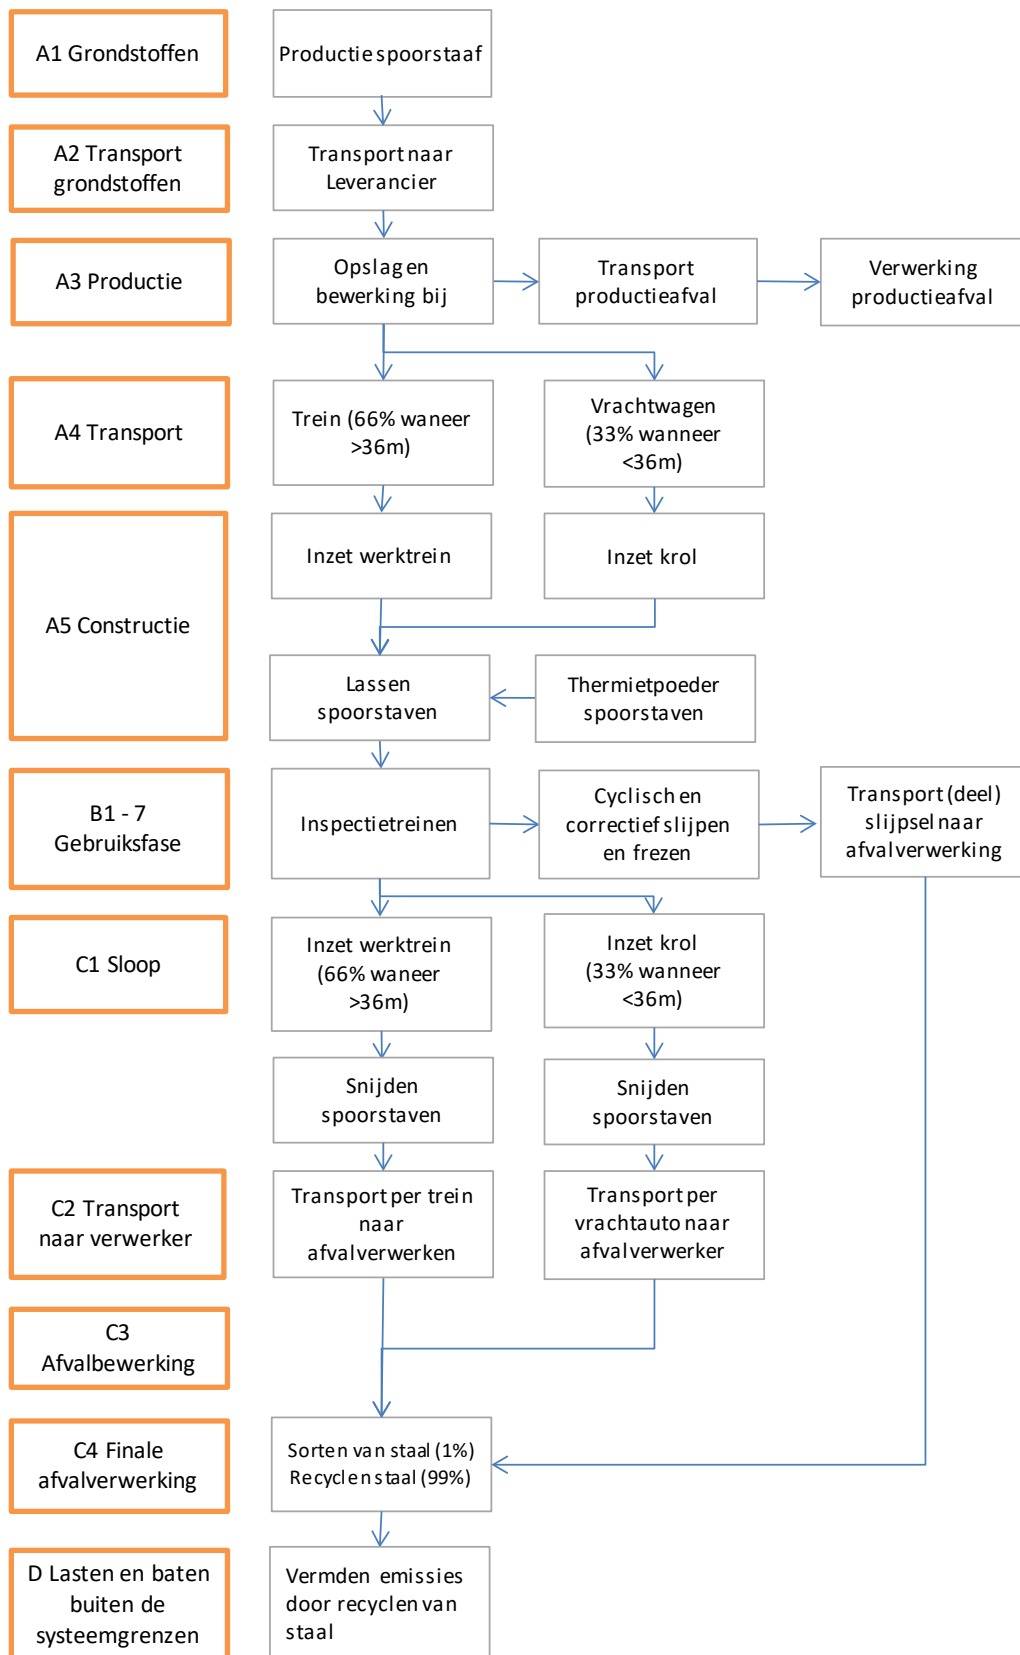 A1 Grondstoffen
Productie spoorstaaf
A2 Transport
grondstoffen
Transport naar
Leverancier
A3 Productie
Opslag en
bewerking bij
Transport
productieafval
Verwerking
productieafval
A4 Transport
Trein (66% waneer
>36m)
Vrachtwagen
(33% wanneer
<36m)
A5 Constructie
Inzet werktrein
Inzet krol
Lassen
spoorstaven
Thermietpoeder
spoorstaven
B1 - 7
Gebruiksfase
Inspectietreinen
Cyclisch en
correctief slijpen
en frezen
Transport (deel)
slijpsel naar
afvalverwerking
C1 Sloop
Inzet werktrein
(66% waneer
>36m)
Inzet krol
(33% wanneer
<36m)
Snijden
spoorstaven
Snijden
spoorstaven
C2 Transport
naar verwerker
Transport per trein
naar
afvalverwerken
Transport per
vrachtauto naar
afvalverwerker
C3
Afvalbewerking
C4 Finale
afvalverwerking
Sorten van staal (1%)
Recyclen staal (99%)
D Lasten en baten
buiten de
systeemgrenzen
Vermden emissies
door recyclen van
staal